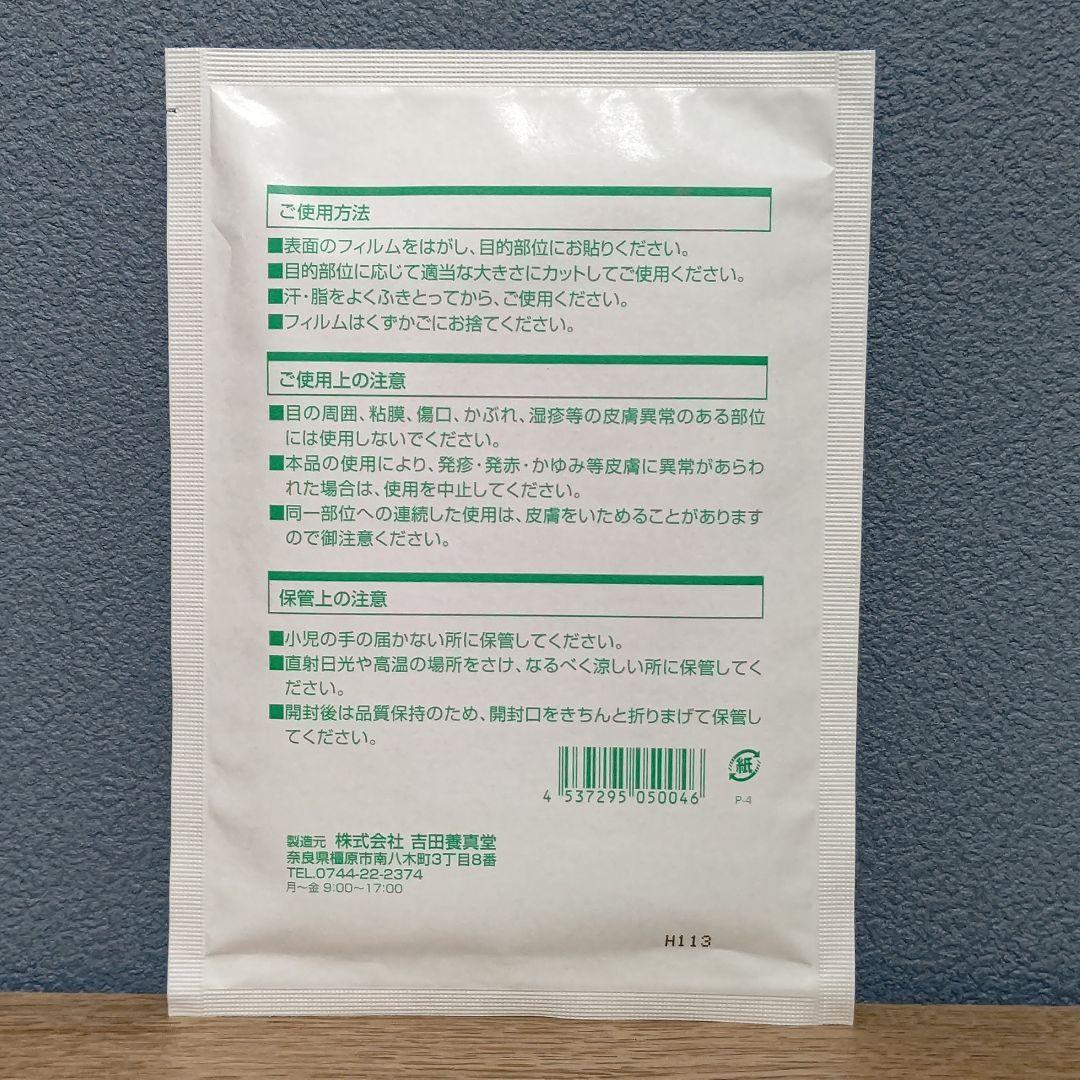 ご使用方法
■表面のフィルムをはがし、目的部位にお貼りください。
■目的部位に応じて適当な大きさにカットしてご使用ください。
■汗・脂をよくふきとってから、ご使用ください。
■フィルムはくずかごにお捨てください。
ご使用上の注意
■目の周囲、粘膜、傷口、かぶれ、湿疹等の皮膚異常のある部位
には使用しないでください。
■本品の使用により、発疹・発赤・かゆみ等皮膚に異常があらわ
れた場合は、使用を中止してください。
■同一部位への連続した使用は、皮膚をいためることがあります
ので御注意ください。
保管上の注意
■小児の手の届かない所に保管してください。
■直射日光や高温の場所をさけ、なるべく涼しい所に保管してく
ださい。
■開封後は品質保持のため、開封口をきちんと折りまげて保管し
てください。
4 537295 050046
紙
P-4
製造元 株式会社 吉田養真堂
奈良県橿原市南八木町3丁目8番
TEL.0744-22-2374
月〜金 9:00〜17:00
H113